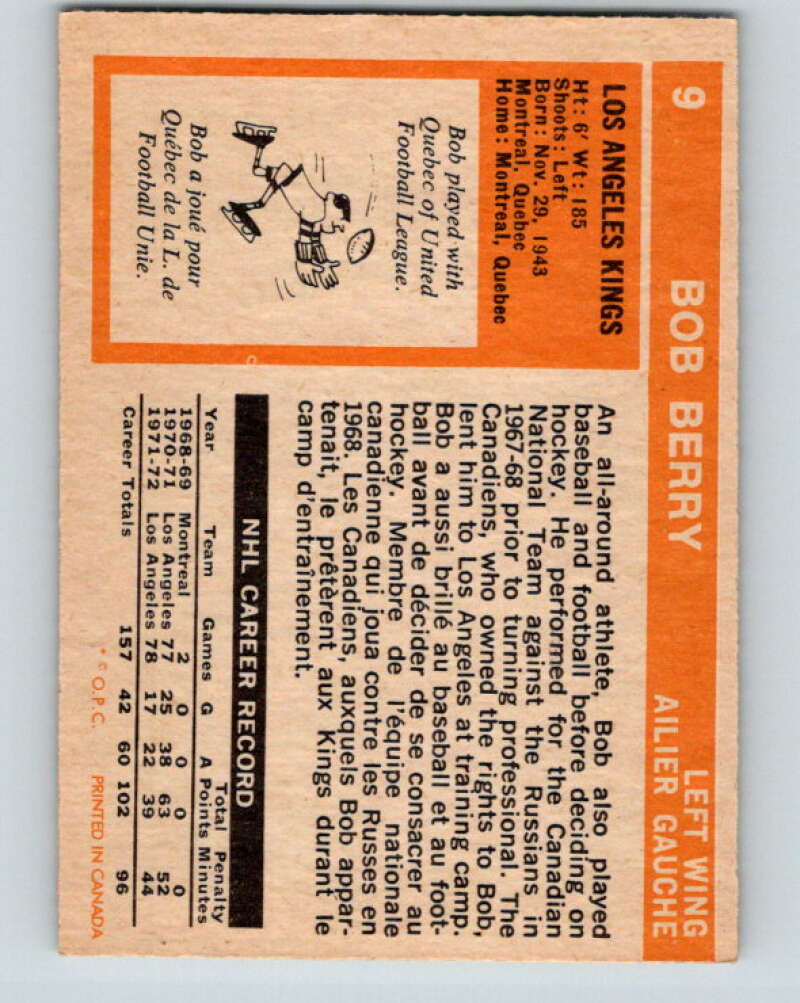 9
BOB BERRY
LEFT WING
AILIER GAUCHE
LOS ANGELES KINGS
Ht: 6' Wt: 185
Shoots: Left
Born: Nov. 29, 1943
Montreal, Quebec
Home: Montreal, Quebec
Bob played with
Quebec of United
Football League.
Bob a joué pour
Québec de la L. de
Football Unie.
An all-around athlete, Bob also played
baseball and football before deciding on
hockey. He performed for the Canadian
National Team against the Russians in
1967-68 prior to turning professional. The
Canadiens, who owned the rights to Bob,
lent him to Los Angeles at training camp.
Bob a aussi brillé au baseball et au foot-
ball avant de décider de se consacrer au
hockey. Membre de l'équipe nationale
canadienne qui joua contre les Russes en
1968. Les Canadiens, auxquels Bob appar-
tenait, le prêtèrent aux Kings durant le
camp d'entraînement.
NHL CAREER RECORD
Total Penalty
Year Team Games G A Points Minutes
1968-69 Montreal 2 0 0 0 0
1970-71 Los Angeles 77 25 38 63 52
1971-72 Los Angeles 78 17 22 39 44
Career Totals 157 42 60 102 96
* © O.P.C. PRINTED IN CANADA